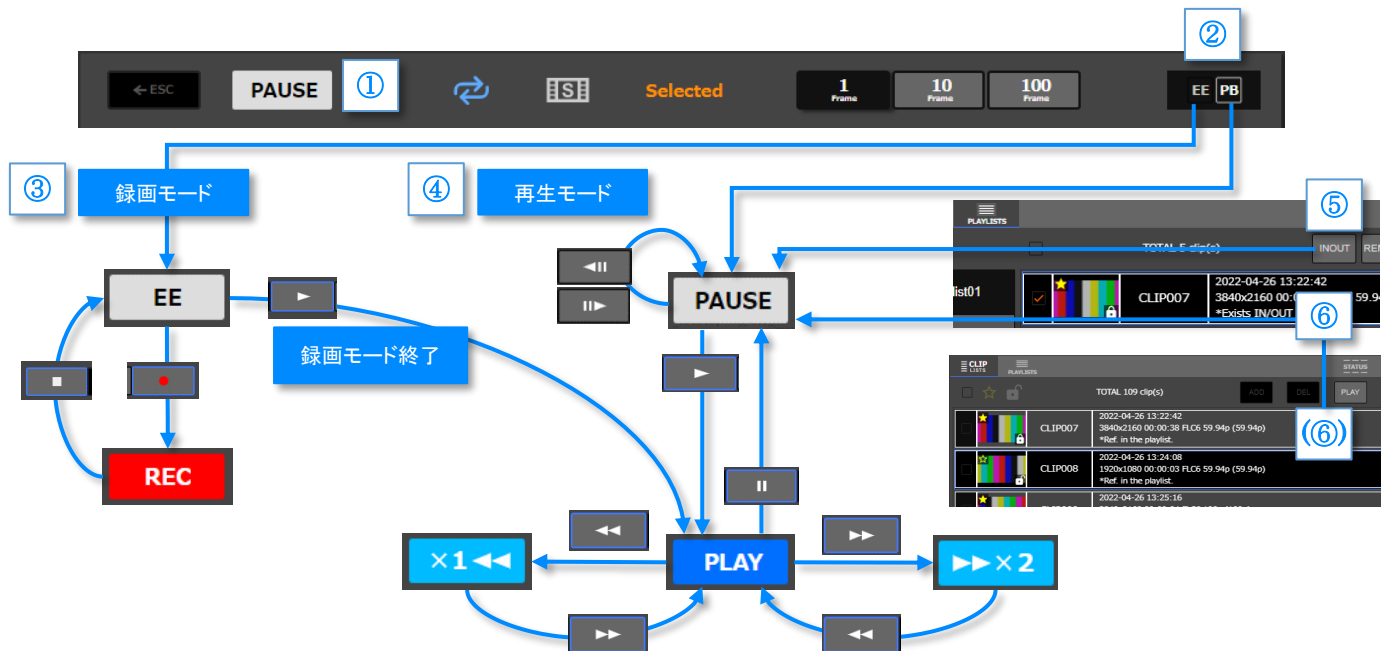 ②
←ESC
PAUSE
①
S
Selected
1
Frame
10
Frame
100
Frame
EE
PB
③
録画モード
④
再生モード
⑤
PLAYLISTS
TOTAL 5 clip(s)
INOUT
list01
CLIP007
2022-04-26 13:22:42
3840x2160
59.9
*Exists IN/OUT
⑥
EE
PAUSE
録画モード終了
REC
CLIP
LISTS
PLAYLISTS
STATUS
TOTAL 109 clip(s)
ADD
DEL
PLAY
CLIP007
2022-04-26 13:22:42
3840x2160 00:00:38 FLC6 59.94p (59.94p)
*Ref. in the playlist.
(⑥)
CLIP008
2022-04-26 13:24:08
1920x1080 00:00:03 FLC6 59.94p (59.94p)
*Ref. in the playlist.
2022-04-26 13:25:16
×1◀◀
PLAY
▶▶×2